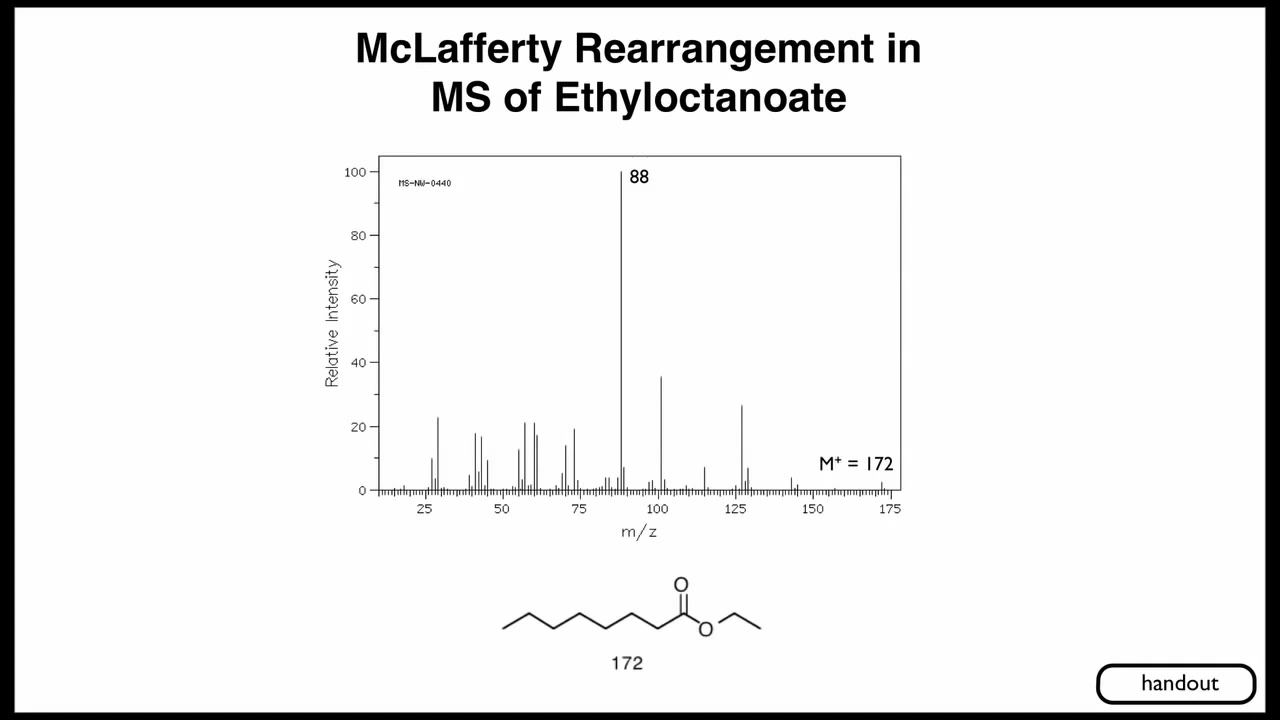 McLafferty Rearrangement in
MS of Ethyloctanoate
100
MS-NW-0440
88
80
60
40
20
0
Relative Intensity
M⁺ = 172
25 50 75 100 125 150 175
m/z
O
O
172
handout